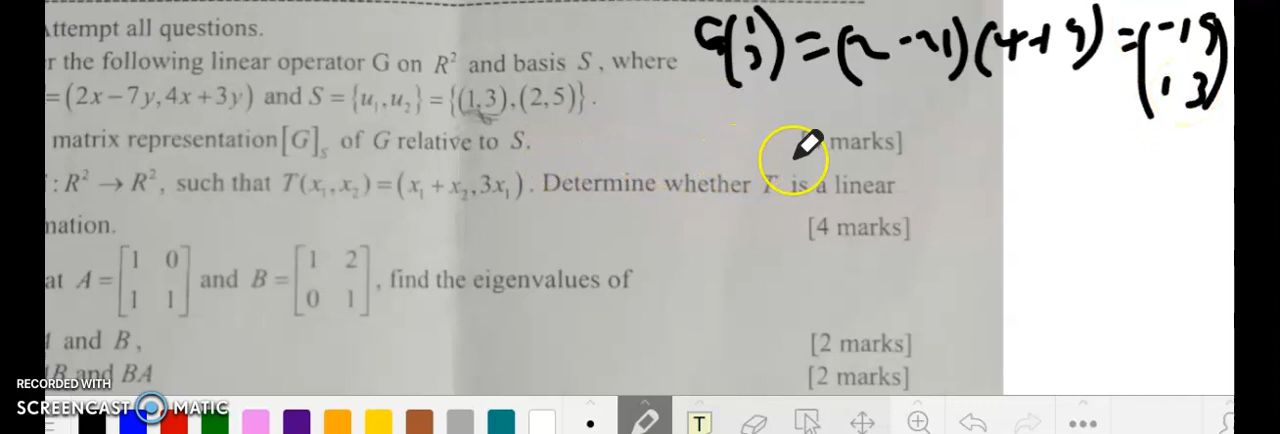 G(1 3) = (2 -21)(4+9) = (-19 13)
ttempt all questions.
r the following linear operator G on R² and basis S, where
=(2x−7y,4x+3y) and S={u₁,u₂}={(1,3),(2,5)}.
matrix representation [G]ₛ of G relative to S.
marks]
: R² → R², such that T(x₁,x₂)=(x₁+x₂,3x₁). Determine whether T is a linear
nation.
[4 marks]
at A=[1 0 1 1] and B=[1 2 0 1], find the eigenvalues of
and B,
[2 marks]
B and BA
[2 marks]
RECORDED WITH
SCREENCAST MATIC
T